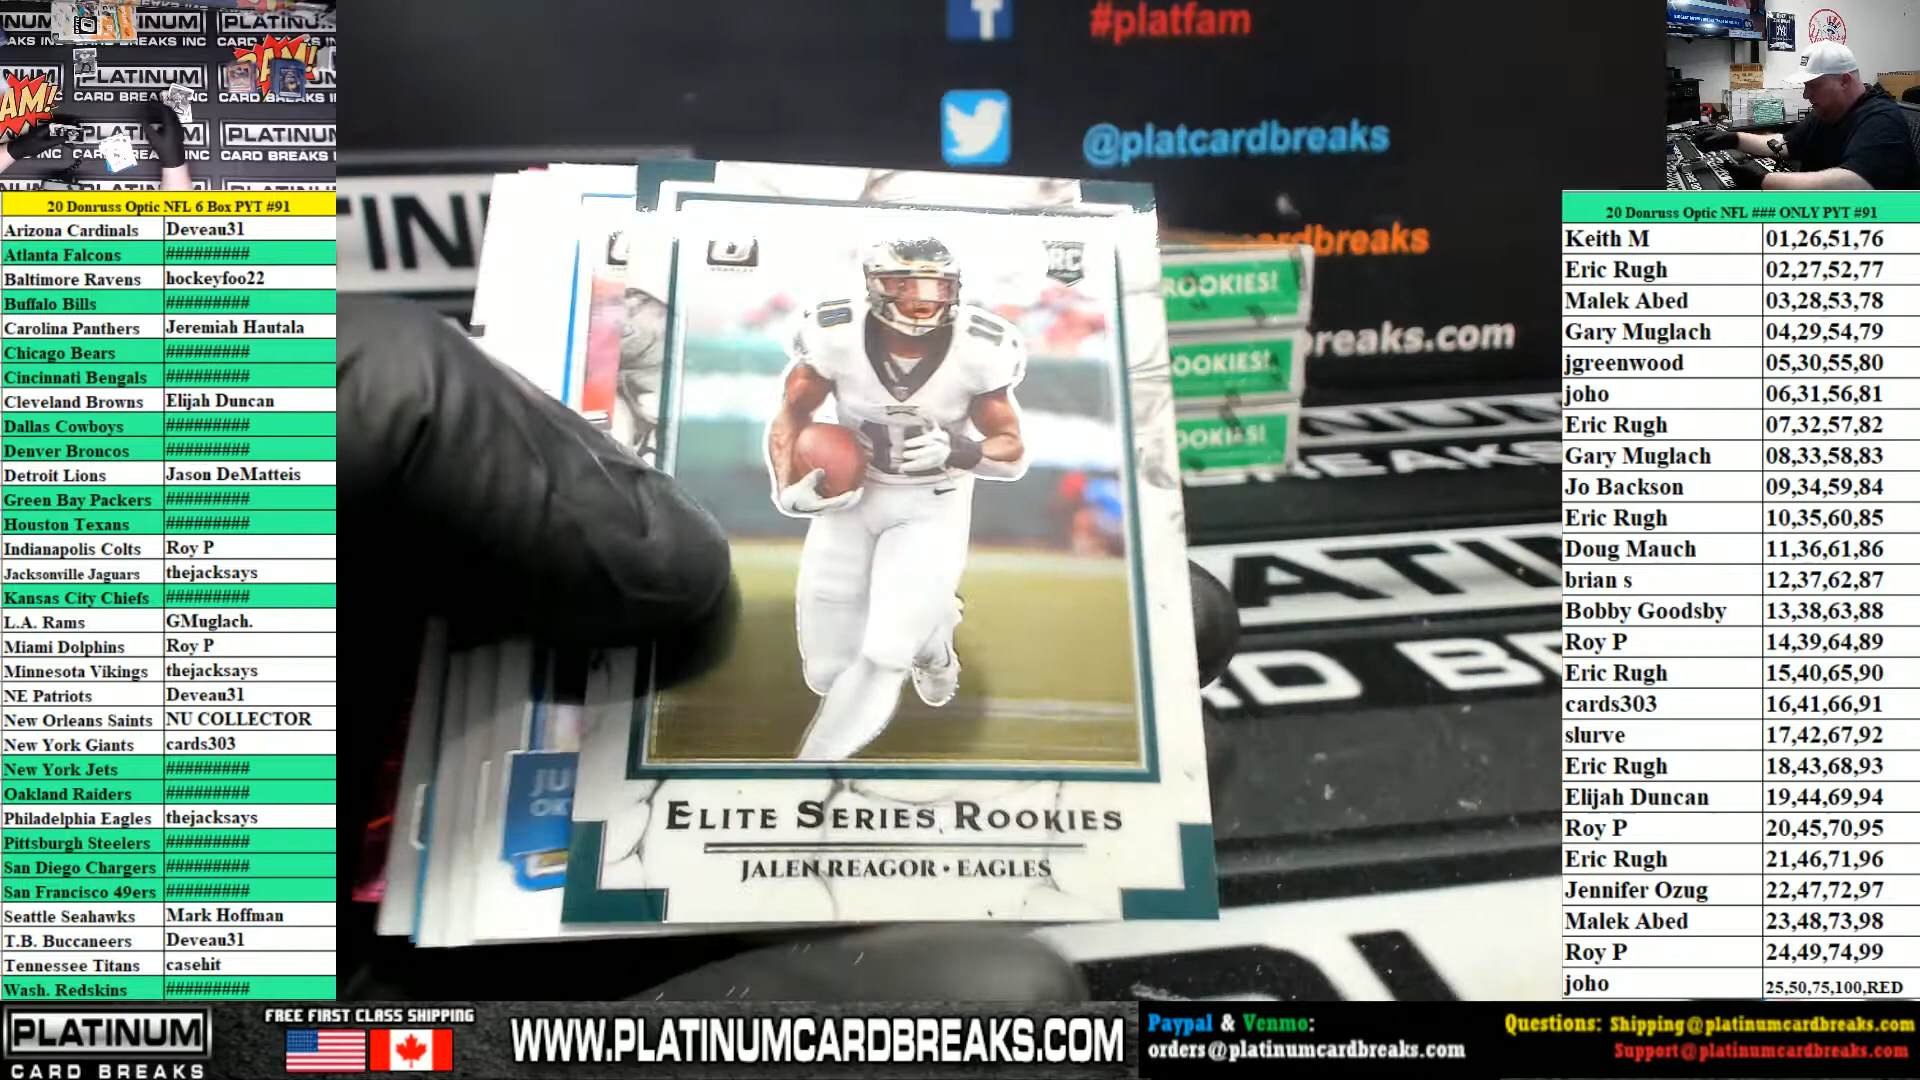 20 Donruss Optic NFL 6 Box PYT #91
Arizona Cardinals Deveau31
Atlanta Falcons #########
Baltimore Ravens hockeyfoo22
Buffalo Bills #########
Carolina Panthers Jeremiah Hautala
Chicago Bears #########
Cincinnati Bengals #########
Cleveland Browns Elijah Duncan
Dallas Cowboys #########
Denver Broncos #########
Detroit Lions Jason DeMatteis
Green Bay Packers #########
Houston Texans #########
Indianapolis Colts Roy P
Jacksonville Jaguars thejacksays
Kansas City Chiefs #########
L.A. Rams GMuglach.
Miami Dolphins Roy P
Minnesota Vikings thejacksays
NE Patriots Deveau31
New Orleans Saints NU COLLECTOR
New York Giants cards303
New York Jets #########
Oakland Raiders #########
Philadelphia Eagles thejacksays
Pittsburgh Steelers #########
San Diego Chargers #########
San Francisco 49ers #########
Seattle Seahawks Mark Hoffman
T.B. Buccaneers Deveau31
Tennessee Titans casehit
Wash. Redskins #########
#platfam
@platcardbreaks
ardbreaks
breaks.com
ROOKIES!
ROOKIES!
OOKIES!
RC
18
ELITE SERIES ROOKIES
JALEN REAGOR • EAGLES
20 Donruss Optic NFL ### ONLY PYT #91
Keith M 01,26,51,76
Eric Rugh 02,27,52,77
Malek Abed 03,28,53,78
Gary Muglach 04,29,54,79
jgreenwood 05,30,55,80
joho 06,31,56,81
Eric Rugh 07,32,57,82
Gary Muglach 08,33,58,83
Jo Backson 09,34,59,84
Eric Rugh 10,35,60,85
Doug Mauch 11,36,61,86
brian s 12,37,62,87
Bobby Goodsby 13,38,63,88
Roy P 14,39,64,89
Eric Rugh 15,40,65,90
cards303 16,41,66,91
slurve 17,42,67,92
Eric Rugh 18,43,68,93
Elijah Duncan 19,44,69,94
Roy P 20,45,70,95
Eric Rugh 21,46,71,96
Jennifer Ozug 22,47,72,97
Malek Abed 23,48,73,98
Roy P 24,49,74,99
joho 25,50,75,100,RED
PLATINUM
CARD BREAKS
FREE FIRST CLASS SHIPPING
WWW.PLATINUMCARDBREAKS.COM
Paypal & Venmo:
orders@platinumcardbreaks.com
Questions: Shipping@platinumcardbreaks.com
Support@platinumcardbreaks.com